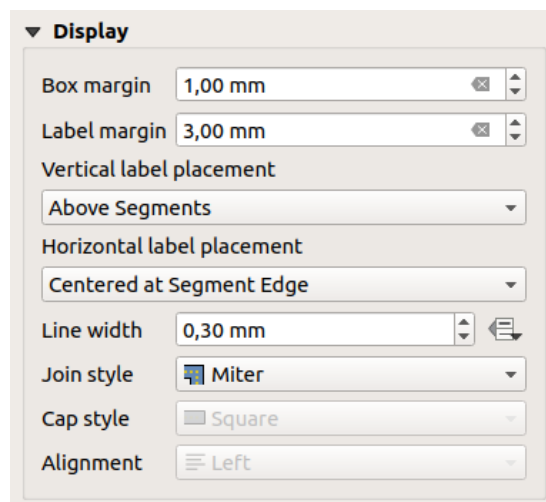 Display
Box margin 1,00 mm
Label margin 3,00 mm
Vertical label placement
Above Segments
Horizontal label placement
Centered at Segment Edge
Line width 0,30 mm
Join style Miter
Cap style Square
Alignment Left